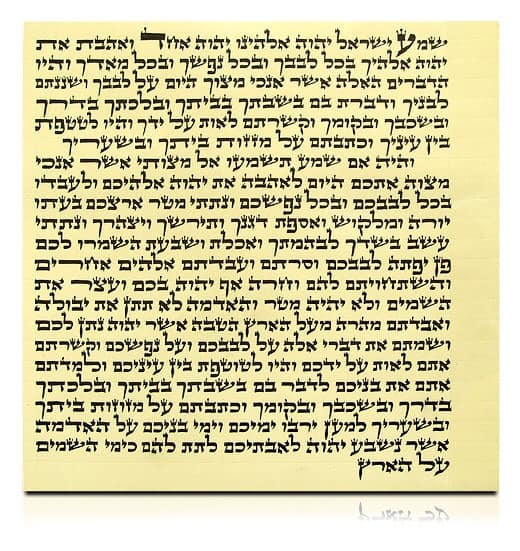 שמע ישראל יהוה אלהינו יהוה אחד ואהבת את
יהוה אלהיך בכל לבבך ובכל נפשך ובכל מאדך והיו
הדברים האלה אשר אנכי מצוך היום על לבבך ושננתם
לבניך ודברת בם בשבתך בביתך ובלכתך בדרך
ובשכבך ובקומך וקשרתם לאות על ידך והיו לטטפת
בין עיניך וכתבתם על מזוזת ביתך ובשעריך
והיה אם שמע תשמעו אל מצותי אשר אנכי
מצוה אתכם היום לאהבה את יהוה אלהיכם ולעבדו
בכל לבבכם ובכל נפשכם ונתתי מטר ארצכם בעתו
יורה ומלקוש ואספת דגנך ותירשך ויצהרך ונתתי
עשב בשדך לבהמתך ואכלת ושבעת השמרו לכם
פן יפתה לבבכם וסרתם ועבדתם אלהים אחרים
והשתחויתם להם וחרה אף יהוה בכם ועצר את
השמים ולא יהיה מטר והאדמה לא תתן את יבולה
ואבדתם מהרה מעל הארץ הטבה אשר יהוה נתן לכם
ושמתם את דברי אלה על לבבכם ועל נפשכם וקשרתם
אתם לאות על ידכם והיו לטוטפת בין עיניכם ולמדתם
אתם את בניכם לדבר בם בשבתך בביתך ובלכתך
בדרך ובשכבך ובקומך וכתבתם על מזוזות ביתך
ובשעריך למען ירבו ימיכם וימי בניכם על האדמה
אשר נשבע יהוה לאבתיכם לתת להם כימי השמים
על הארץ